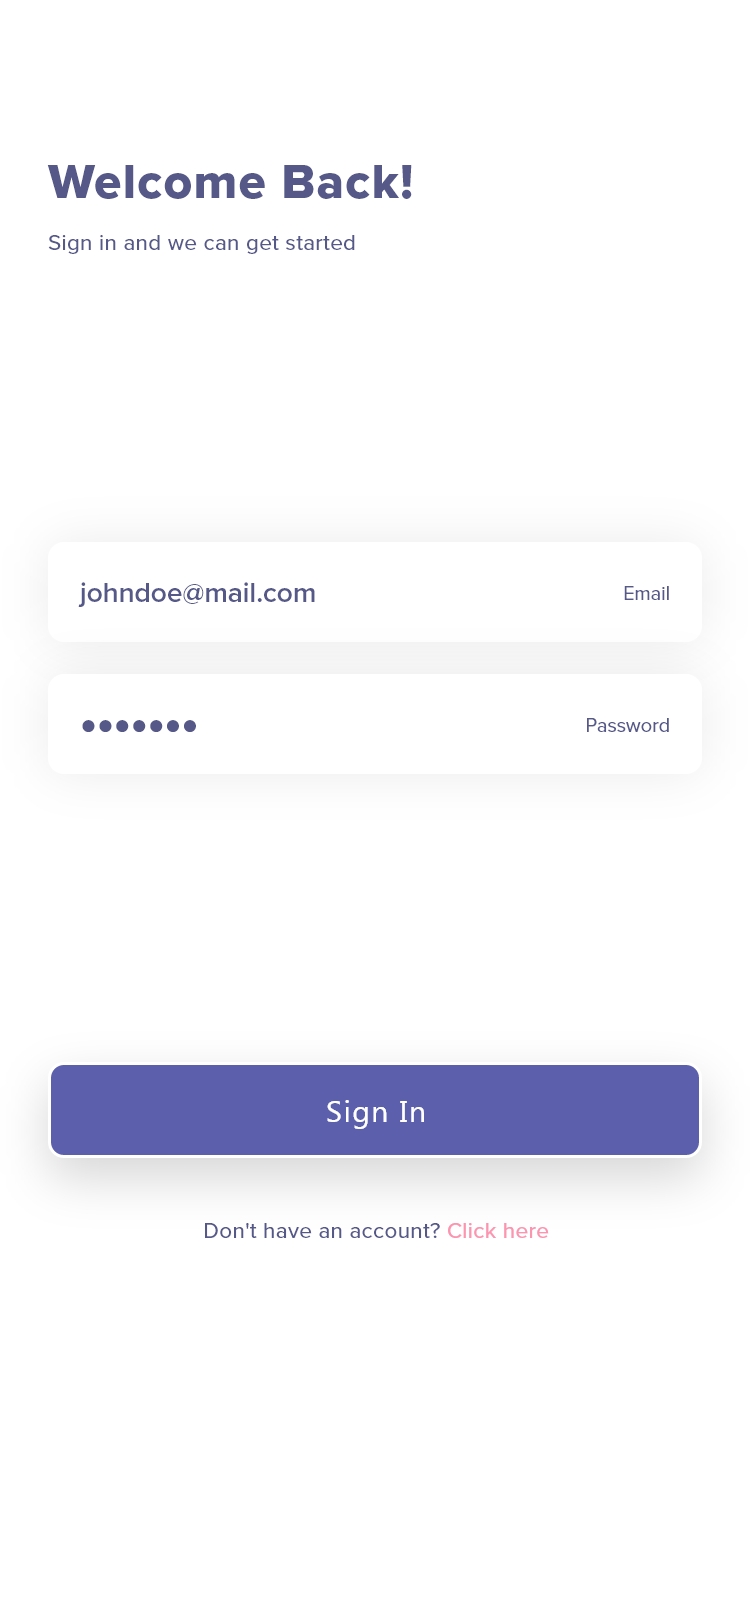 Welcome Back!
Sign in and we can get started
johndoe@mail.com Email
●●●●●●● Password
Sign In
Don't have an account? Click here